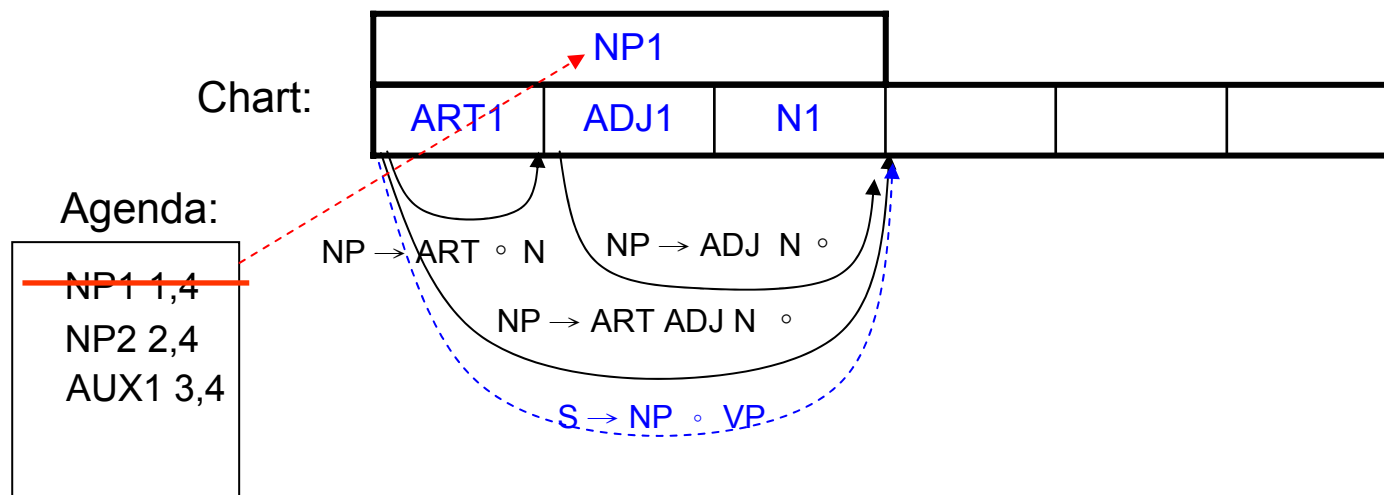 NP1
Chart:
ART1 ADJ1 N1
Agenda:
NP → ART ∘ N
NP → ADJ N ∘
NP1 1,4
NP → ART ADJ N ∘
NP2 2,4
AUX1 3,4
S → NP ∘ VP